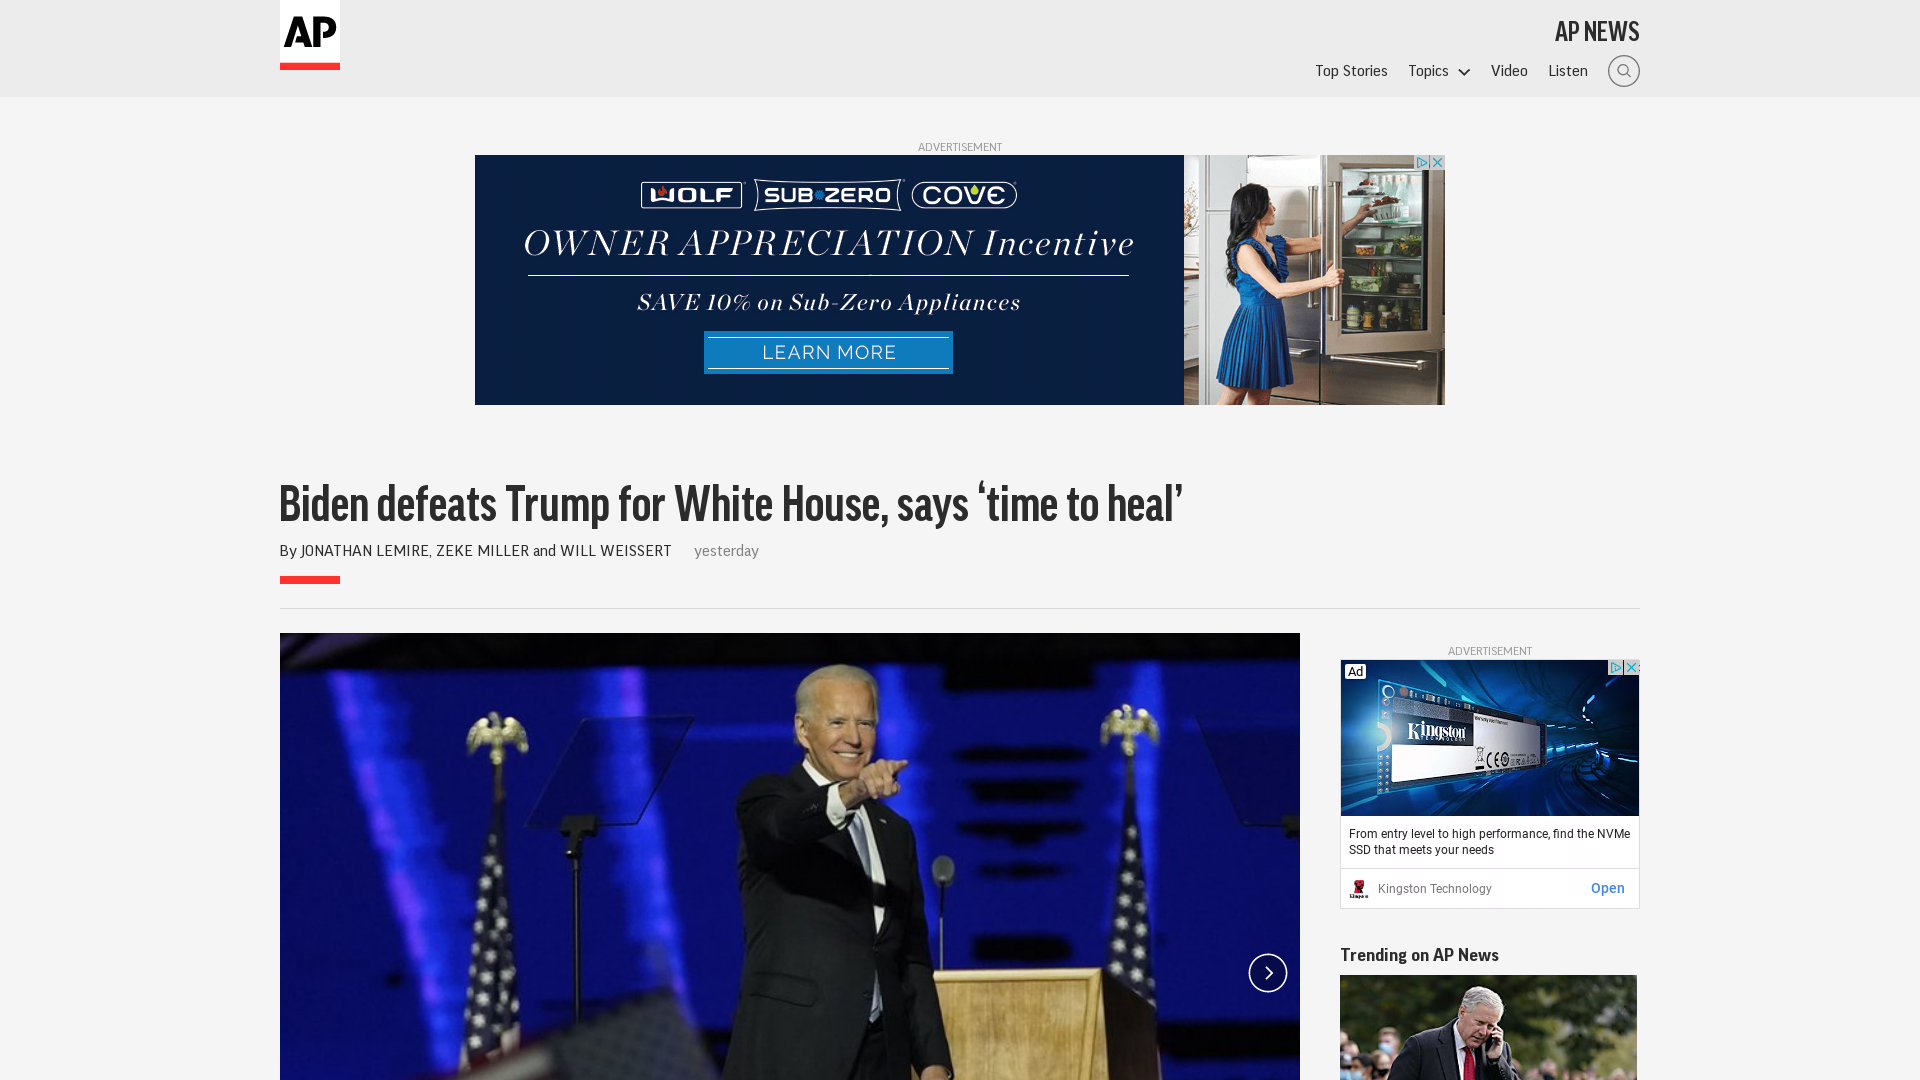 AP
AP NEWS
Top Stories
Topics
Video
Listen
ADVERTISEMENT
WOLF SUB-ZERO COVE
OWNER APPRECIATION Incentive
SAVE 10% on Sub-Zero Appliances
LEARN MORE
Biden defeats Trump for White House, says ‘time to heal’
By JONATHAN LEMIRE, ZEKE MILLER and WILL WEISSERT yesterday
ADVERTISEMENT
Ad
Kingston
TECHNOLOGY
From entry level to high performance, find the NVMe
SSD that meets your needs
Kingston Technology
Open
Trending on AP News